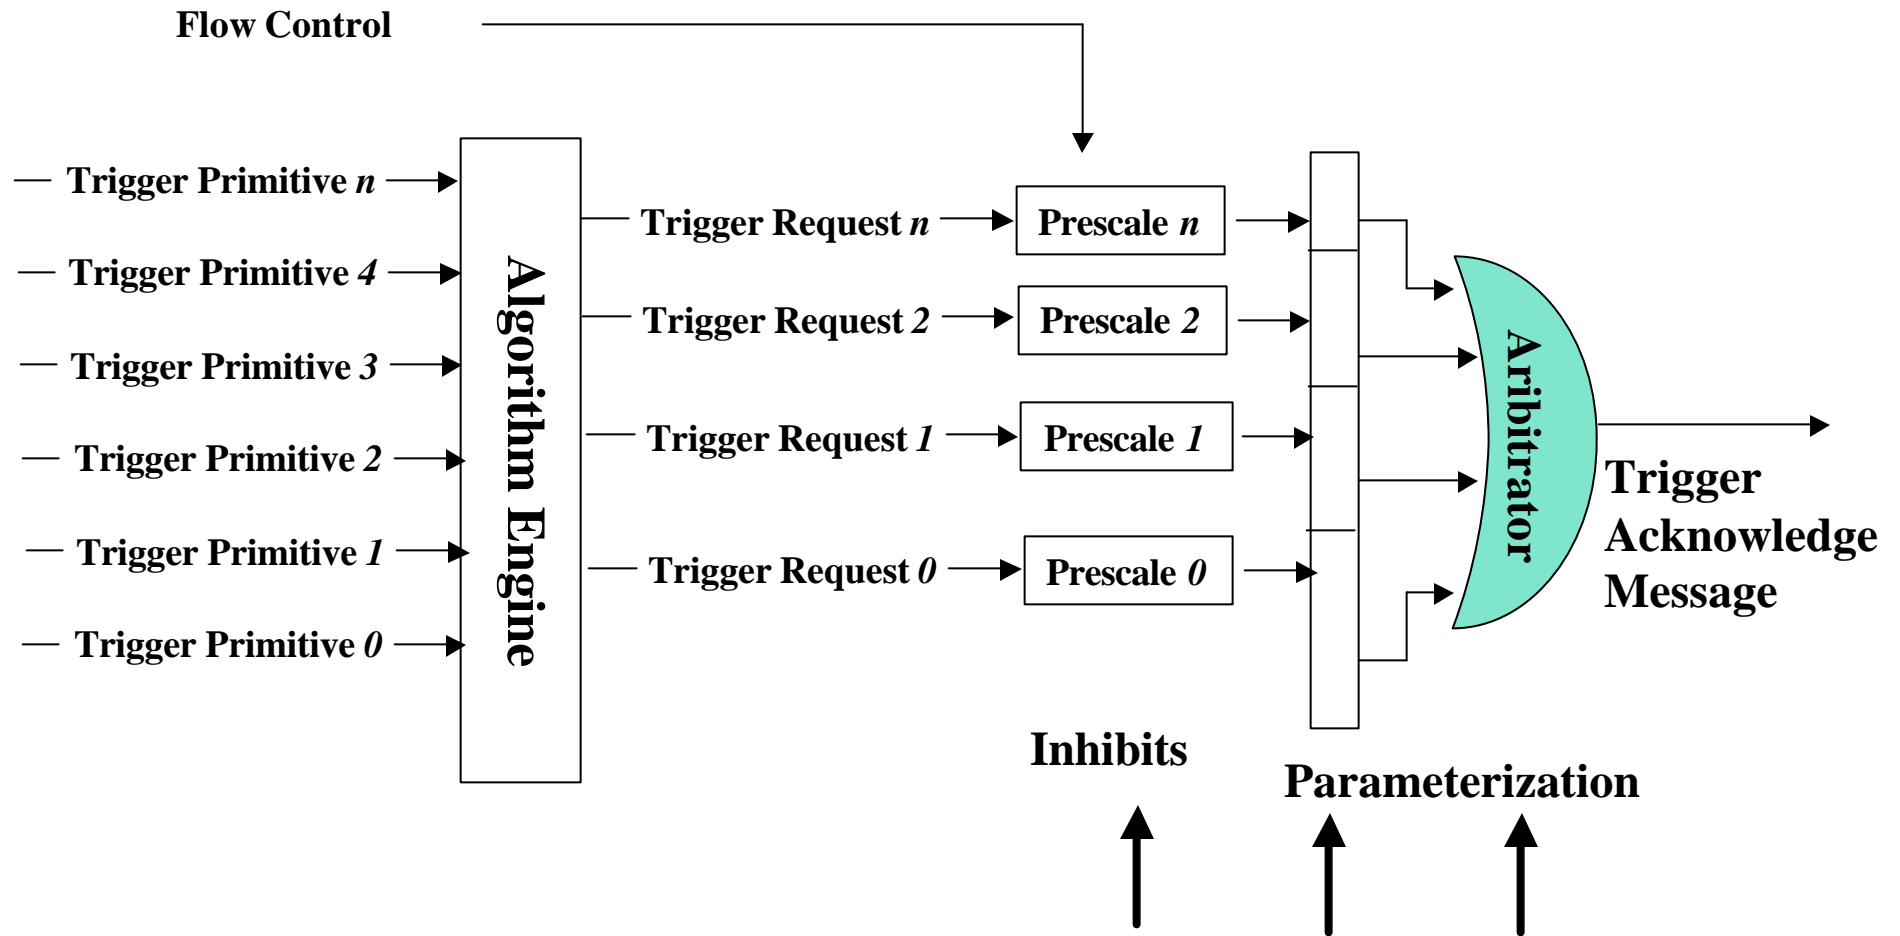 Flow Control
Trigger Primitive n
Trigger Primitive 4
Trigger Primitive 3
Trigger Primitive 2
Trigger Primitive 1
Trigger Primitive 0
Algorithm Engine
Trigger Request n
Trigger Request 2
Trigger Request 1
Trigger Request 0
Prescale n
Prescale 2
Prescale 1
Prescale 0
Aribitrator
Trigger
Acknowledge
Message
Inhibits
Parameterization